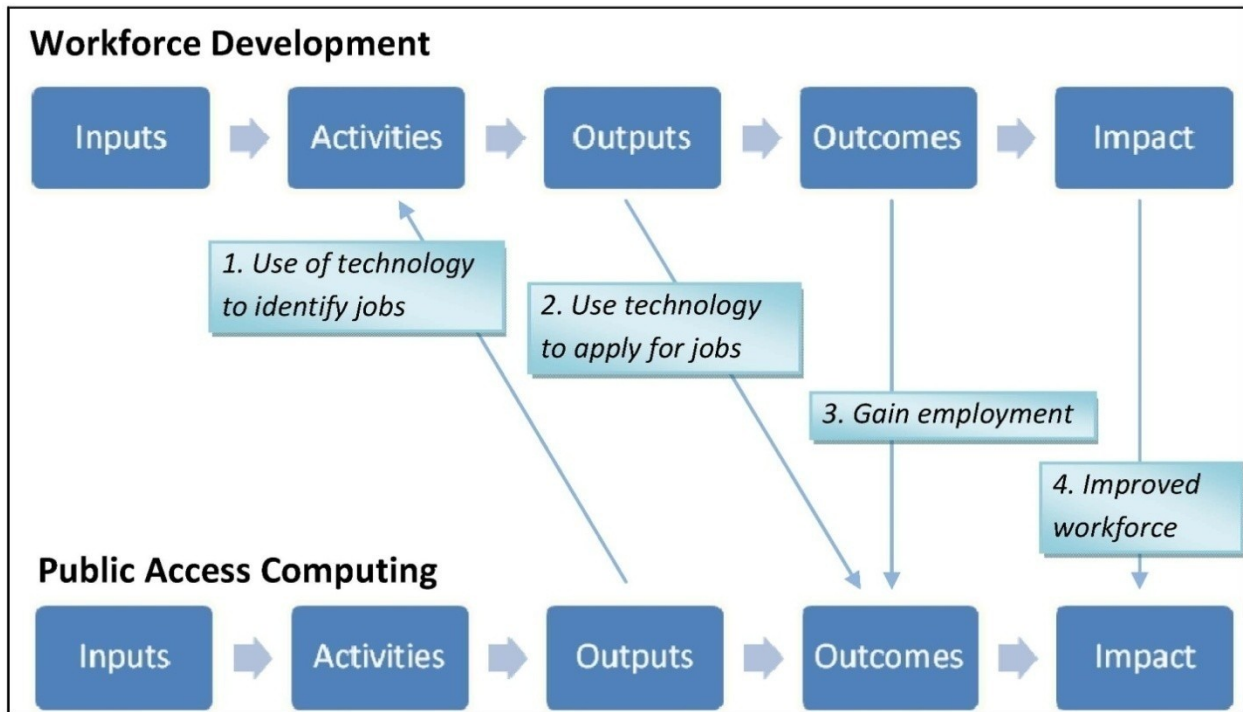 Workforce Development
Inputs
Activities
Outputs
Outcomes
Impact
1. Use of technology
to identify jobs
2. Use technology
to apply for jobs
3. Gain employment
4. Improved
workforce
Public Access Computing
Inputs
Activities
Outputs
Outcomes
Impact